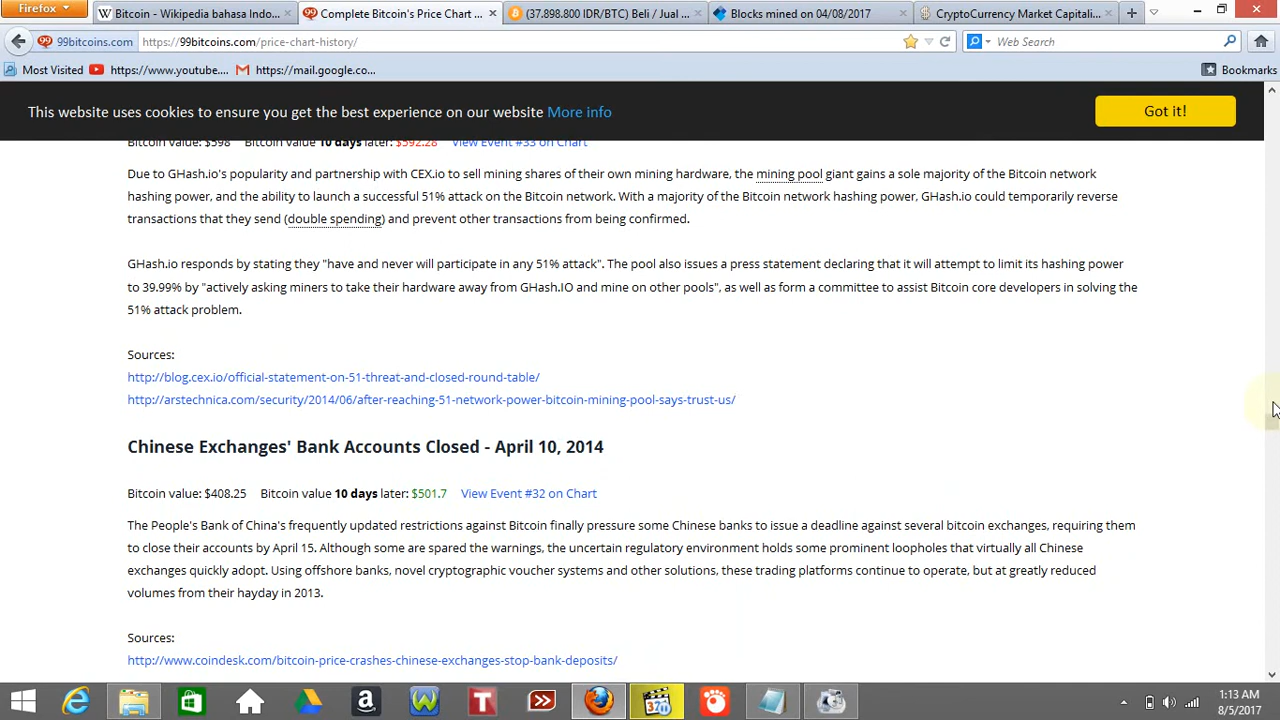 Firefox
Bitcoin - Wikipedia bahasa Indo...
Complete Bitcoin's Price Chart ...
(37.898.800 IDR/BTC) Beli / Jual ...
Blocks mined on 04/08/2017
CryptoCurrency Market Capitali...
99bitcoins.com
https://99bitcoins.com/price-chart-history/
Web Search
Most Visited
https://www.youtube....
https://mail.google.co...
Bookmarks
This website uses cookies to ensure you get the best experience on our website More info
Got it!
Bitcoin value: $598 Bitcoin value 10 days later: $592.28 View Event #33 on Chart
Due to GHash.io's popularity and partnership with CEX.io to sell mining shares of their own mining hardware, the mining pool giant gains a sole majority of the Bitcoin network
hashing power, and the ability to launch a successful 51% attack on the Bitcoin network. With a majority of the Bitcoin network hashing power, GHash.io could temporarily reverse
transactions that they send (double spending) and prevent other transactions from being confirmed.
GHash.io responds by stating they "have and never will participate in any 51% attack". The pool also issues a press statement declaring that it will attempt to limit its hashing power
to 39.99% by "actively asking miners to take their hardware away from GHash.IO and mine on other pools", as well as form a committee to assist Bitcoin core developers in solving the
51% attack problem.
Sources:
http://blog.cex.io/official-statement-on-51-threat-and-closed-round-table/
http://arstechnica.com/security/2014/06/after-reaching-51-network-power-bitcoin-mining-pool-says-trust-us/
Chinese Exchanges' Bank Accounts Closed - April 10, 2014
Bitcoin value: $408.25 Bitcoin value 10 days later: $501.7 View Event #32 on Chart
The People's Bank of China's frequently updated restrictions against Bitcoin finally pressure some Chinese banks to issue a deadline against several bitcoin exchanges, requiring them
to close their accounts by April 15. Although some are spared the warnings, the uncertain regulatory environment holds some prominent loopholes that virtually all Chinese
exchanges quickly adopt. Using offshore banks, novel cryptographic voucher systems and other solutions, these trading platforms continue to operate, but at greatly reduced
volumes from their hayday in 2013.
Sources:
http://www.coindesk.com/bitcoin-price-crashes-chinese-exchanges-stop-bank-deposits/
1:13 AM
8/5/2017